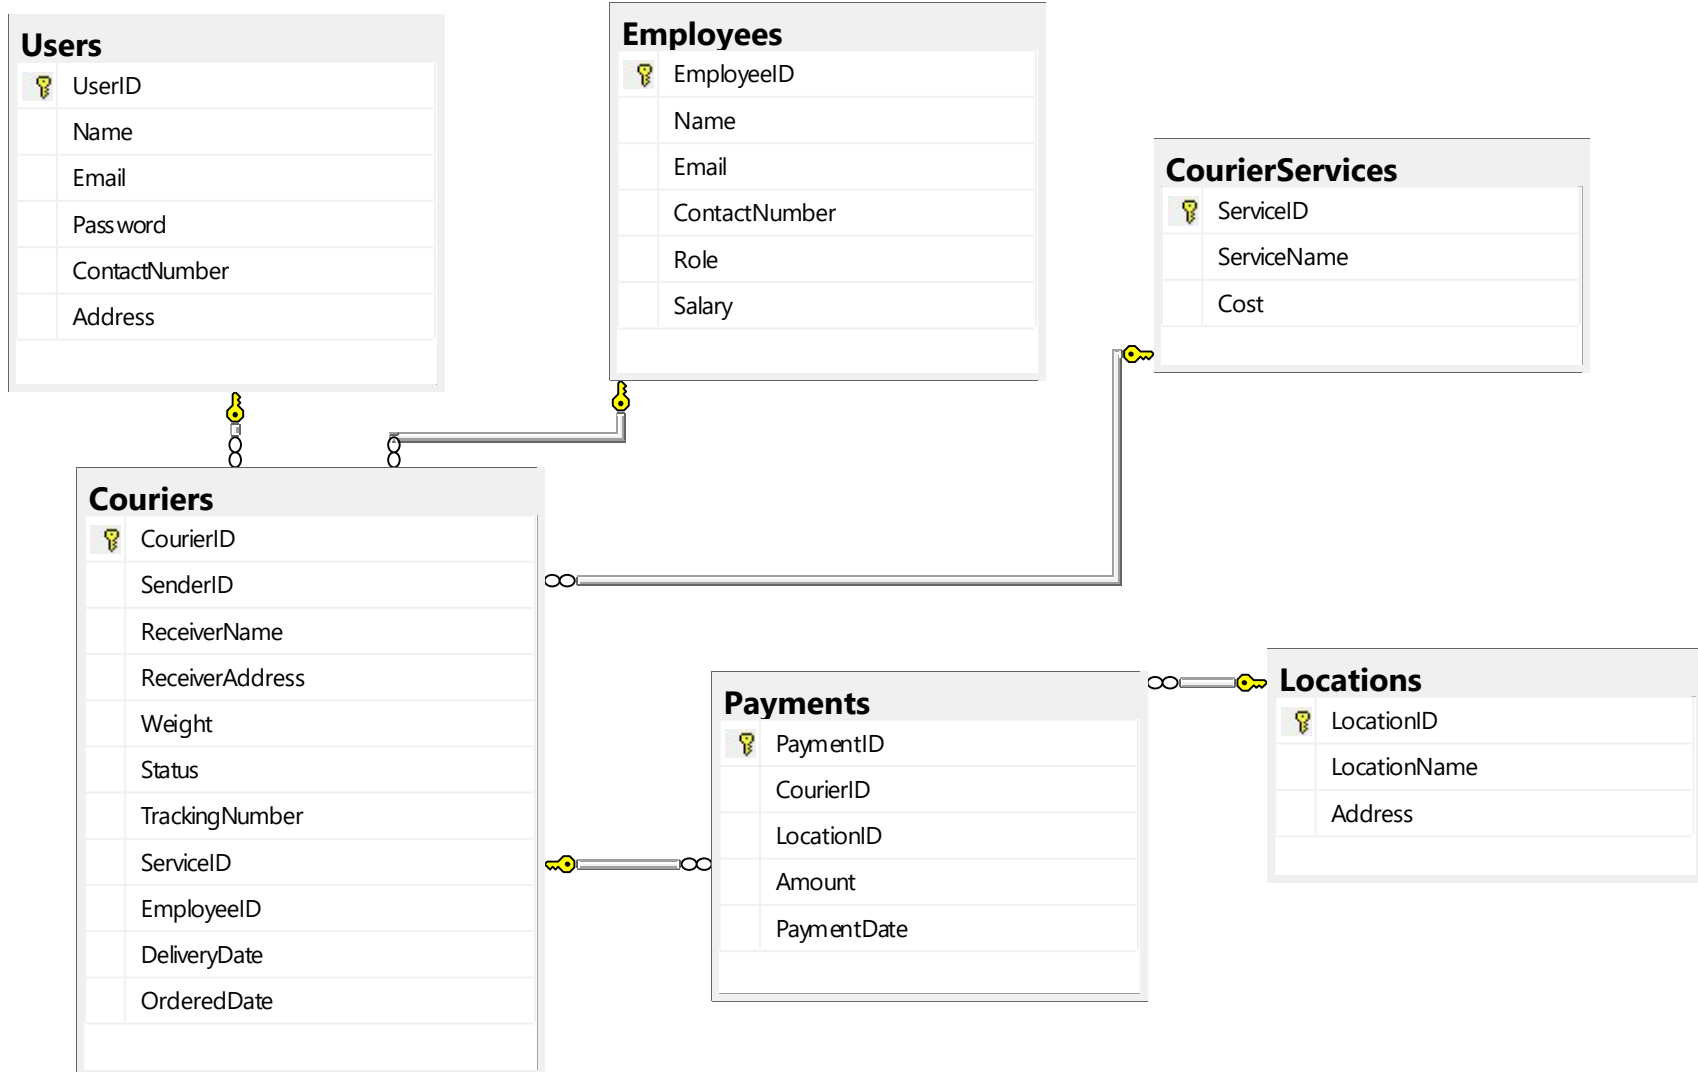 Users
UserID
Name
Email
Password
ContactNumber
Address
Employees
EmployeeID
Name
Email
ContactNumber
Role
Salary
CourierServices
ServiceID
ServiceName
Cost
Couriers
CourierID
SenderID
ReceiverName
ReceiverAddress
Weight
Status
TrackingNumber
ServiceID
EmployeeID
DeliveryDate
OrderedDate
Payments
PaymentID
CourierID
LocationID
Amount
PaymentDate
Locations
LocationID
LocationName
Address